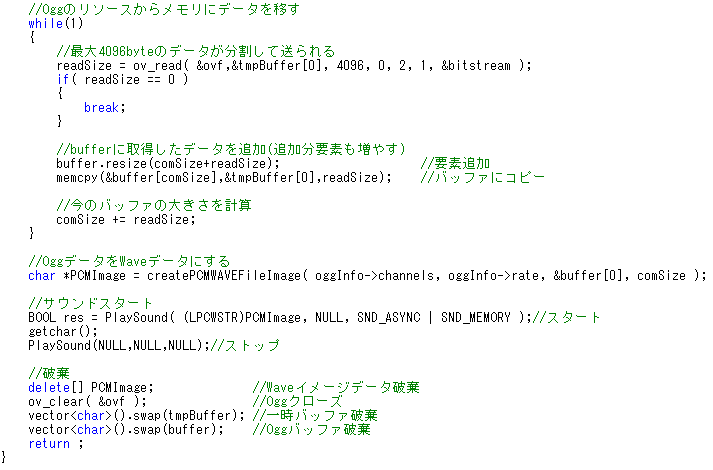 //Oggのリソースからメモリにデータを移す
while(1)
{
//最大4096byteのデータが分割して送られる
readSize = ov_read( &ovf,&tmpBuffer[0], 4096, 0, 2, 1, &bitstream );
if( readSize == 0 )
{
break;
}
//bufferに取得したデータを追加(追加分要素も増やす)
buffer.resize(comSize+readSize); //要素追加
memcpy(&buffer[comSize],&tmpBuffer[0],readSize); //バッファにコピー
//今のバッファの大きさを計算
comSize += readSize;
}
//OggデータをWaveデータにする
char *PCMImage = createPCMWAVEFileImage( oggInfo->channels, oggInfo->rate, &buffer[0], comSize );
//サウンドスタート
BOOL res = PlaySound( (LPCWSTR)PCMImage, NULL, SND_ASYNC | SND_MEMORY );//スタート
getchar();
PlaySound(NULL,NULL,NULL);//ストップ
//破棄
delete[] PCMImage; //Waveイメージデータ破棄
ov_clear( &ovf ); //Oggクローズ
vector<char>().swap(tmpBuffer); //一時バッファ破棄
vector<char>().swap(buffer); //Oggバッファ破棄
return ;
}